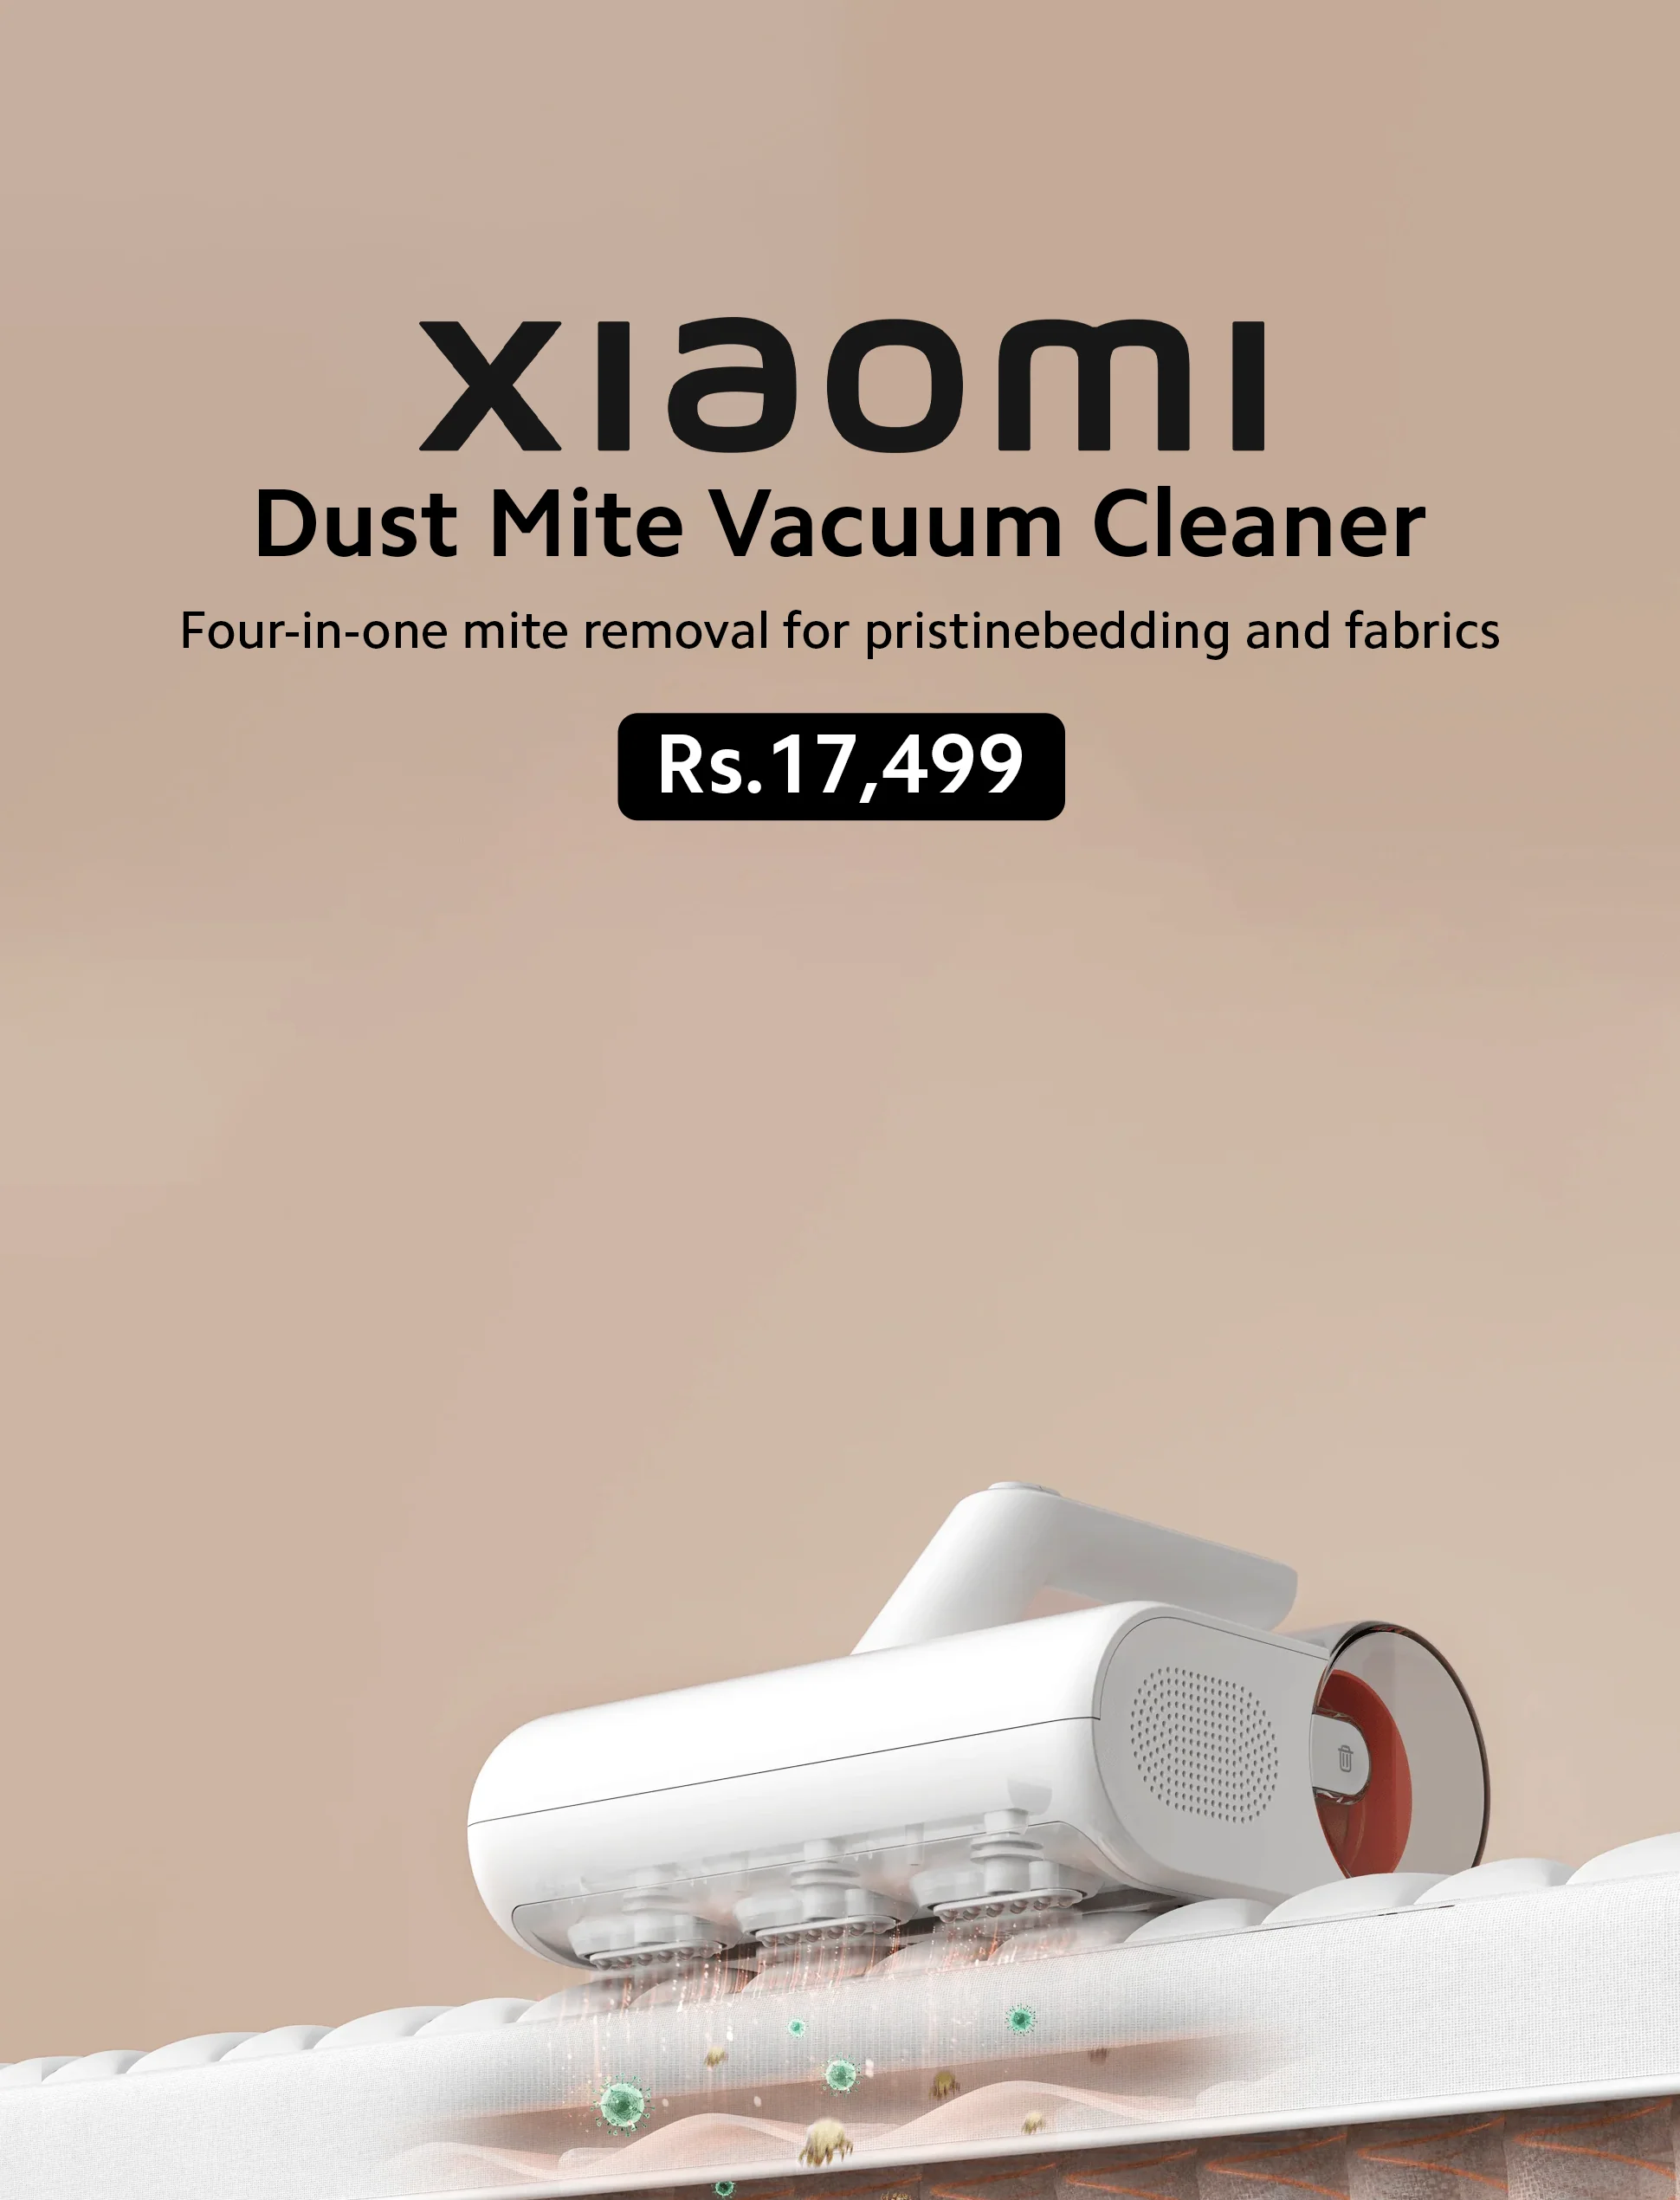 xiaomi
Dust Mite Vacuum Cleaner
Four-in-one mite removal for pristinebedding and fabrics
Rs.17,499